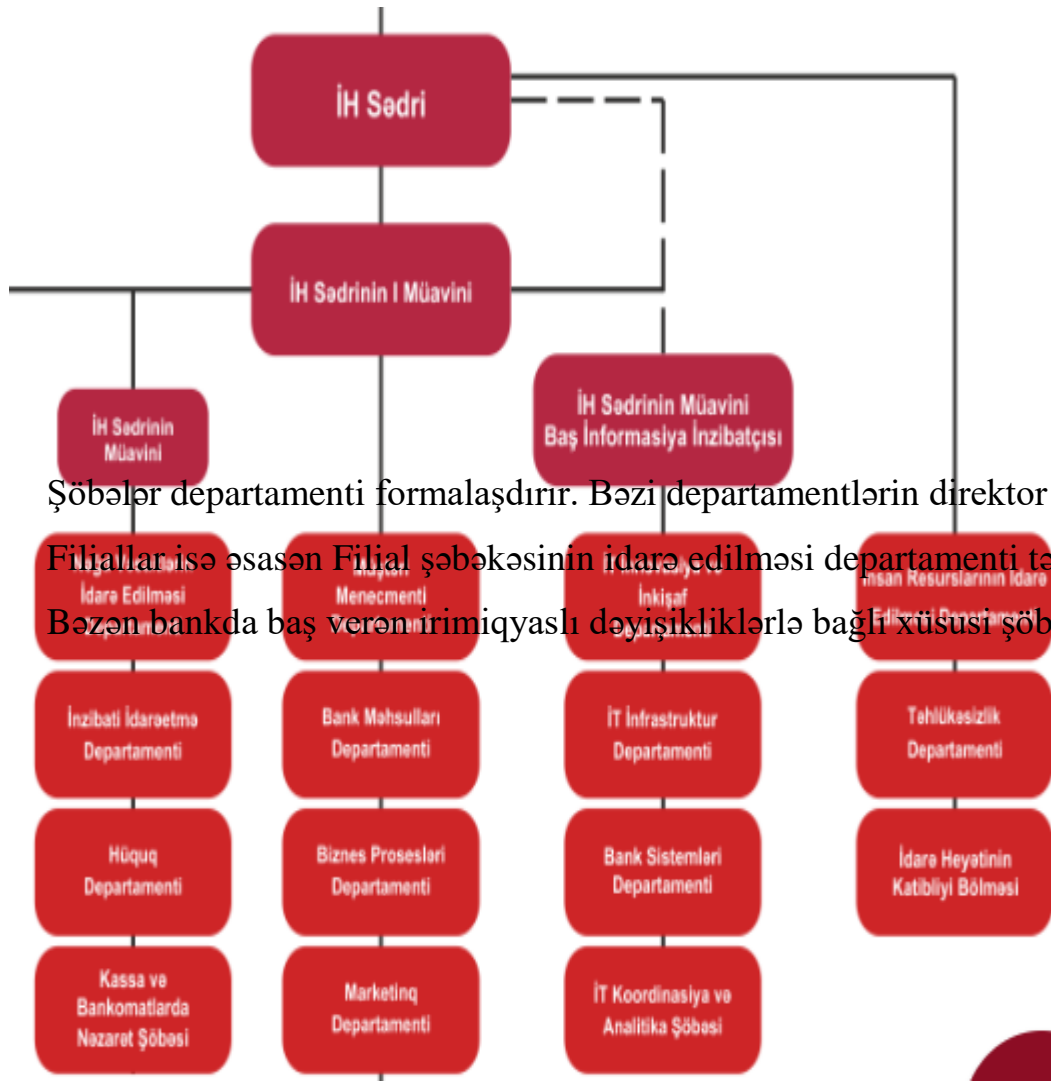 İH Sədri
İH Sədrinin I Müavini
İH Sədrinin
Müavini
İH Sədrinin Müavini
Baş İnformasiya İnzibatçısı
Şöbələr departamenti formalaşdırır. Bəzi departamentlərin direktor
Filiallar isə əsasən Filial şəbəkəsinin idarə edilməsi departamenti
Bəzən bankda baş verən irimiqyaslı dəyişikliklərlə bağlı xüsusi
İdarə Edilməsi
Menecmenti
İnkişaf
İnsan Resurslarının İdarə
İnzibati İdarəetmə
Departamenti
Hüquq
Departamenti
Kassa və
Bankomatlarda
Nəzarət Şöbəsi
Bank Məhsulları
Departamenti
Biznes Prosesləri
Departamenti
Marketinq
Departamenti
İT İnfrastruktur
Departamenti
Bank Sistemləri
Departamenti
İT Koordinasiya və
Analitika Şöbəsi
Təhlükəsizlik
Departamenti
İdarə Heyətinin
Katibliyi Bölməsi